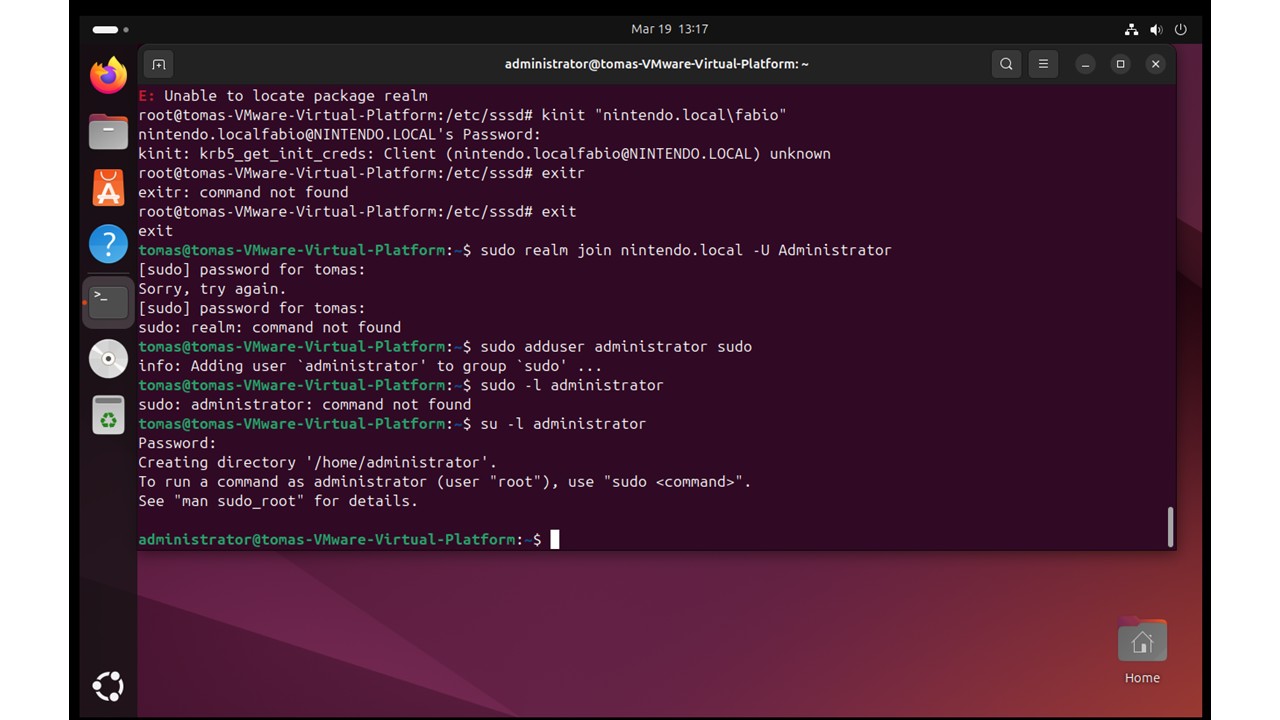 Mar 19 13:17
administrator@tomas-VMware-Virtual-Platform: ~
E: Unable to locate package realm
root@tomas-VMware-Virtual-Platform:/etc/sssd# kinit "nintendo.local\fabio"
nintendo.localfabio@NINTENDO.LOCAL's Password:
kinit: krb5_get_init_creds: Client (nintendo.localfabio@NINTENDO.LOCAL) unknown
root@tomas-VMware-Virtual-Platform:/etc/sssd# exitr
exitr: command not found
root@tomas-VMware-Virtual-Platform:/etc/sssd# exit
exit
tomas@tomas-VMware-Virtual-Platform:~$ sudo realm join nintendo.local -U Administrator
[sudo] password for tomas:
Sorry, try again.
[sudo] password for tomas:
sudo: realm: command not found
tomas@tomas-VMware-Virtual-Platform:~$ sudo adduser administrator sudo
info: Adding user `administrator' to group `sudo' ...
tomas@tomas-VMware-Virtual-Platform:~$ sudo -l administrator
sudo: administrator: command not found
tomas@tomas-VMware-Virtual-Platform:~$ su -l administrator
Password:
Creating directory '/home/administrator'.
To run a command as administrator (user "root"), use "sudo <command>".
See "man sudo_root" for details.
administrator@tomas-VMware-Virtual-Platform:~$
Home